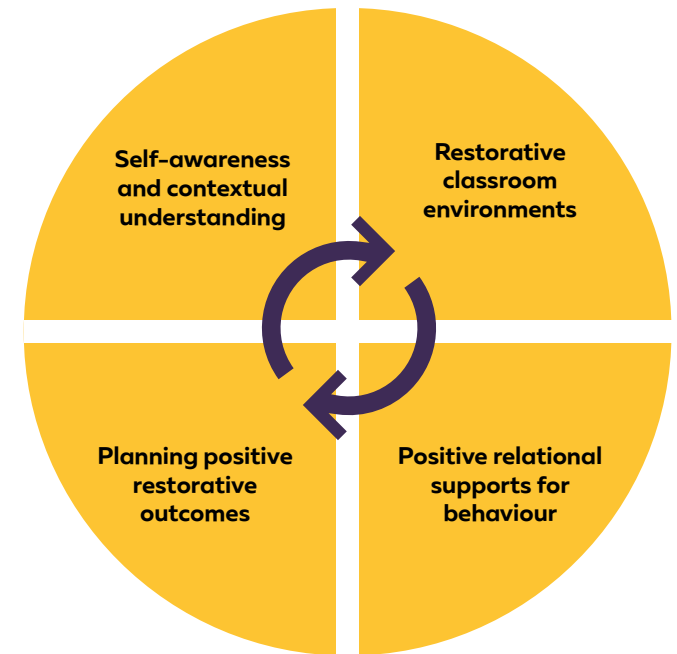 Self-awareness
and contextual
understanding
Restorative
classroom
environments
Planning positive
restorative
outcomes
Positive relational
supports for
behaviour